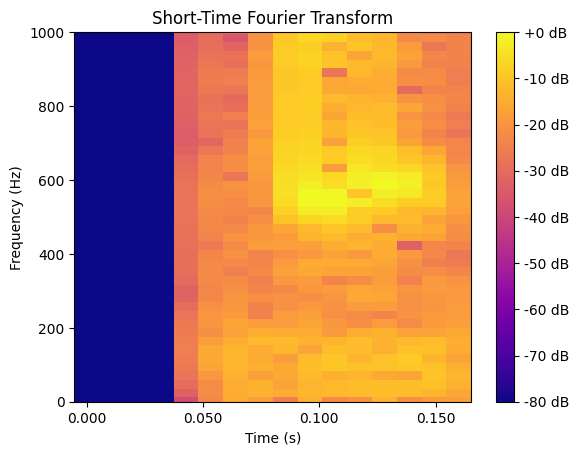 Short-Time Fourier Transform
1000
800
600
400
200
0
Frequency (Hz)
0.000
0.050
0.100
0.150
Time (s)
+0 dB
-10 dB
-20 dB
-30 dB
-40 dB
-50 dB
-60 dB
-70 dB
-80 dB